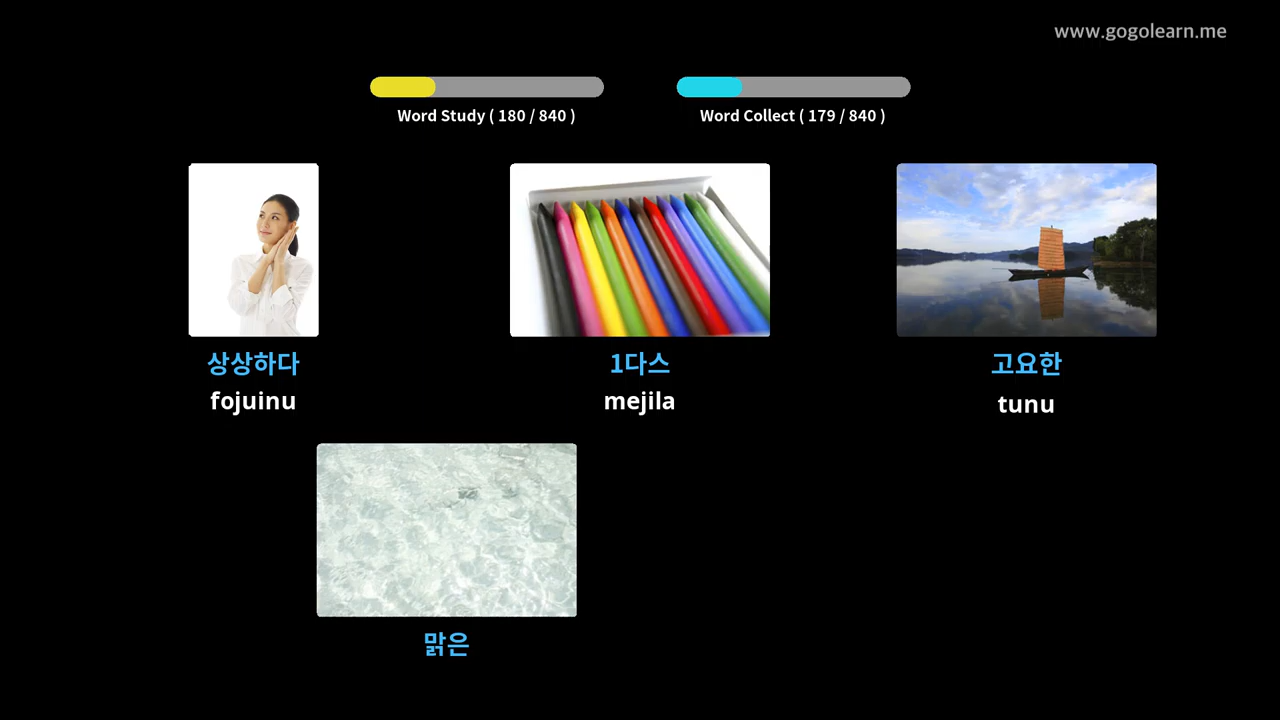 www.gogolearn.me
Word Study ( 180 / 840 )
Word Collect ( 179 / 840 )
상상하다
fojuinu
1다스
mejila
고요한
tunu
맑은